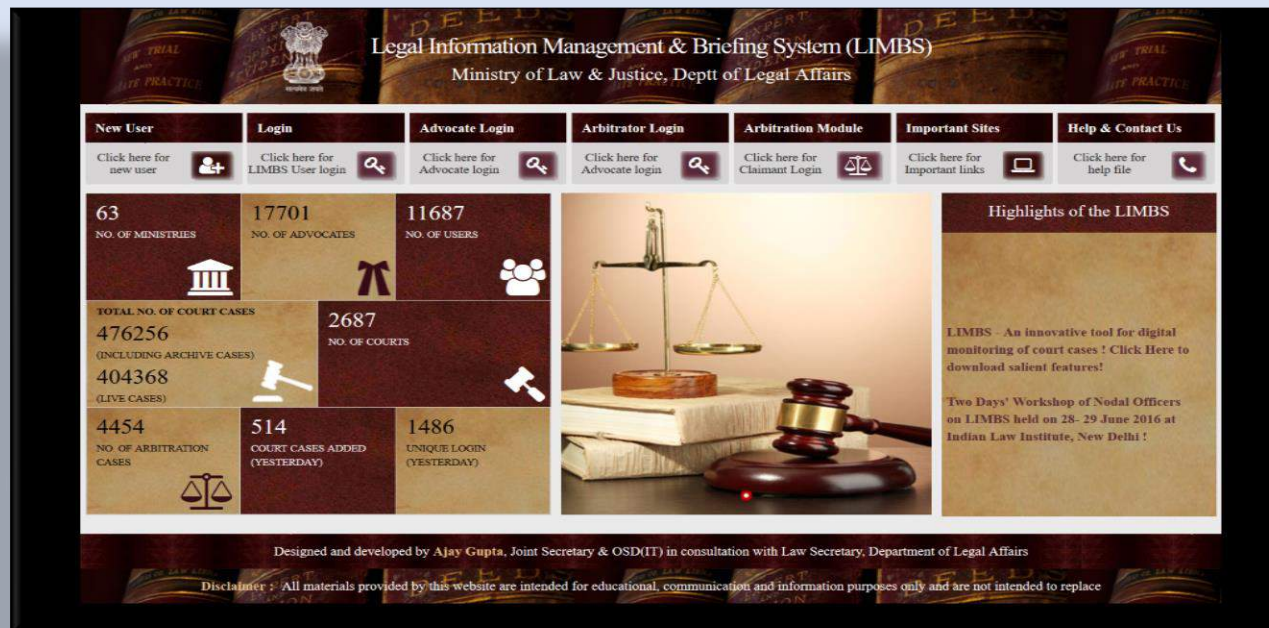 Legal Information Management & Briefing System (LIMBS)
Ministry of Law & Justice, Deptt of Legal Affairs
सत्यमेव जयते
New User
Click here for
new user
Login
Click here for
LIMBS User login
Advocate Login
Click here for
Advocate login
Arbitrator Login
Click here for
Advocate login
Arbitration Module
Click here for
Claimant Login
Important Sites
Click here for
Important links
Help & Contact Us
Click here for
help file
63
NO. OF MINISTRIES
17701
NO. OF ADVOCATES
11687
NO. OF USERS
TOTAL NO. OF COURT CASES
476256
(INCLUDING ARCHIVE CASES)
404368
(LIVE CASES)
2687
NO. OF COURTS
4454
NO. OF ARBITRATION
CASES
514
COURT CASES ADDED
(YESTERDAY)
1486
UNIQUE LOGIN
(YESTERDAY)
Highlights of the LIMBS
LIMBS - An innovative tool for digital
monitoring of court cases ! Click Here to
download salient features!
Two Days' Workshop of Nodal Officers
on LIMBS held on 28- 29 June 2016 at
Indian Law Institute, New Delhi !
Designed and developed by Ajay Gupta, Joint Secretary & OSD(IT) in consultation with Law Secretary, Department of Legal Affairs
Disclaimer : All materials provided by this website are intended for educational, communication and information purposes only and are not intended to replace